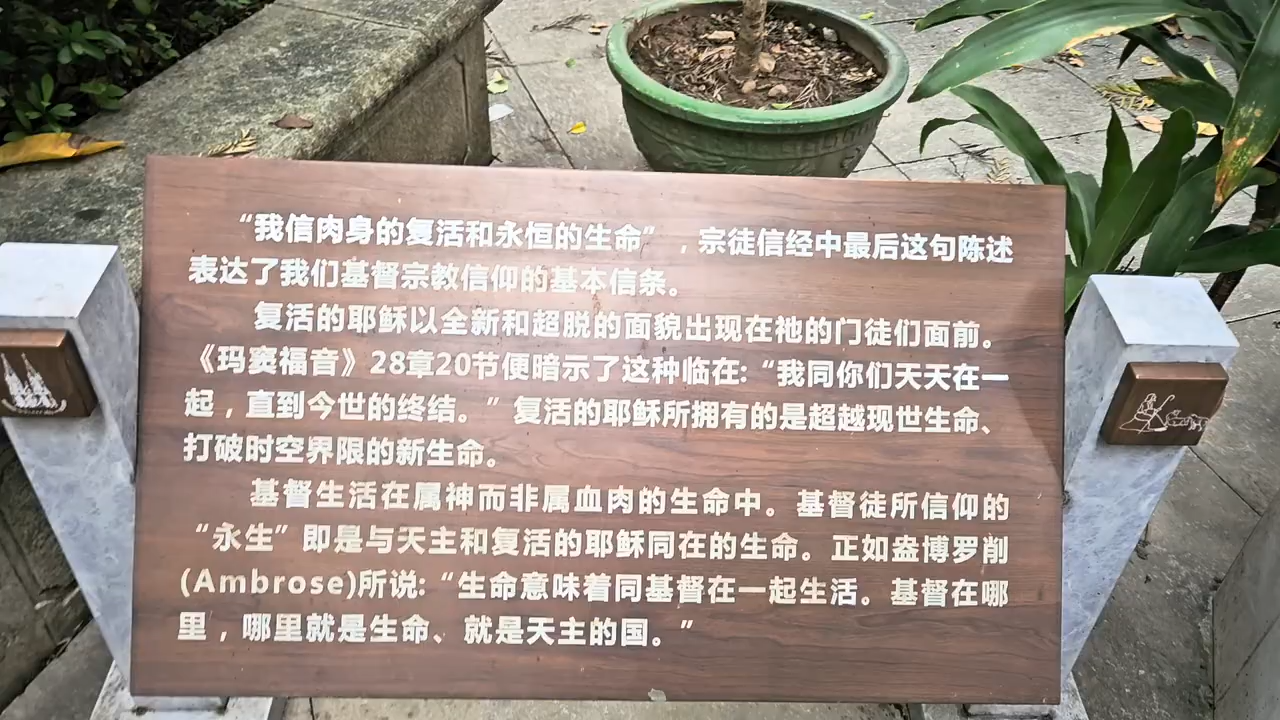 “我信肉身的复活和永恒的生命”，宗徒信经中最后这句陈述
表达了我们基督宗教信仰的基本信条。
复活的耶稣以全新和超脱的面貌出现在祂的门徒们面前。
《玛窦福音》28章20节便暗示了这种临在:“我同你们天天在一
起，直到今世的终结。”复活的耶稣所拥有的是超越现世生命、
打破时空界限的新生命。
基督生活在属神而非属血肉的生命中。基督徒所信仰的
“永生”即是与天主和复活的耶稣同在的生命。正如盎博罗削
(Ambrose)所说:“生命意味着同基督在一起生活。基督在哪
里，哪里就是生命、就是天主的国。”